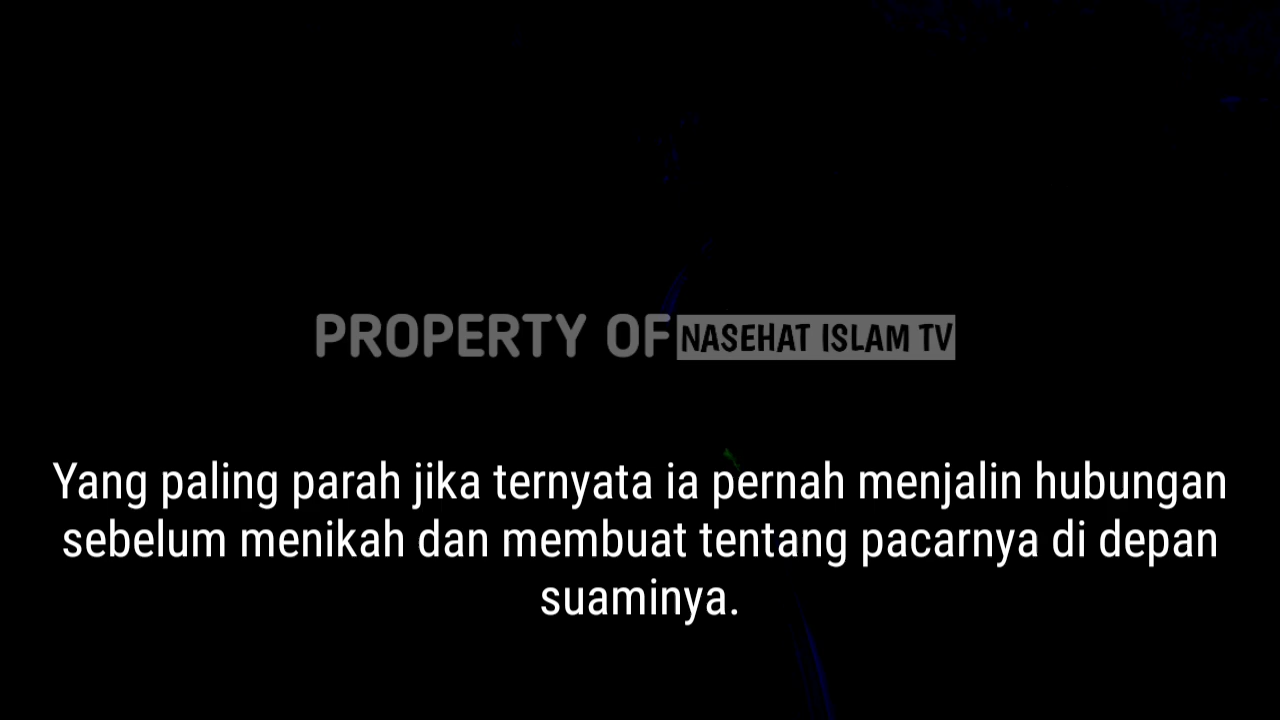 PROPERTY OF NASEHAT ISLAM TV
Yang paling parah jika ternyata ia pernah menjalin hubungan
sebelum menikah dan membuat tentang pacarnya di depan
suaminya.